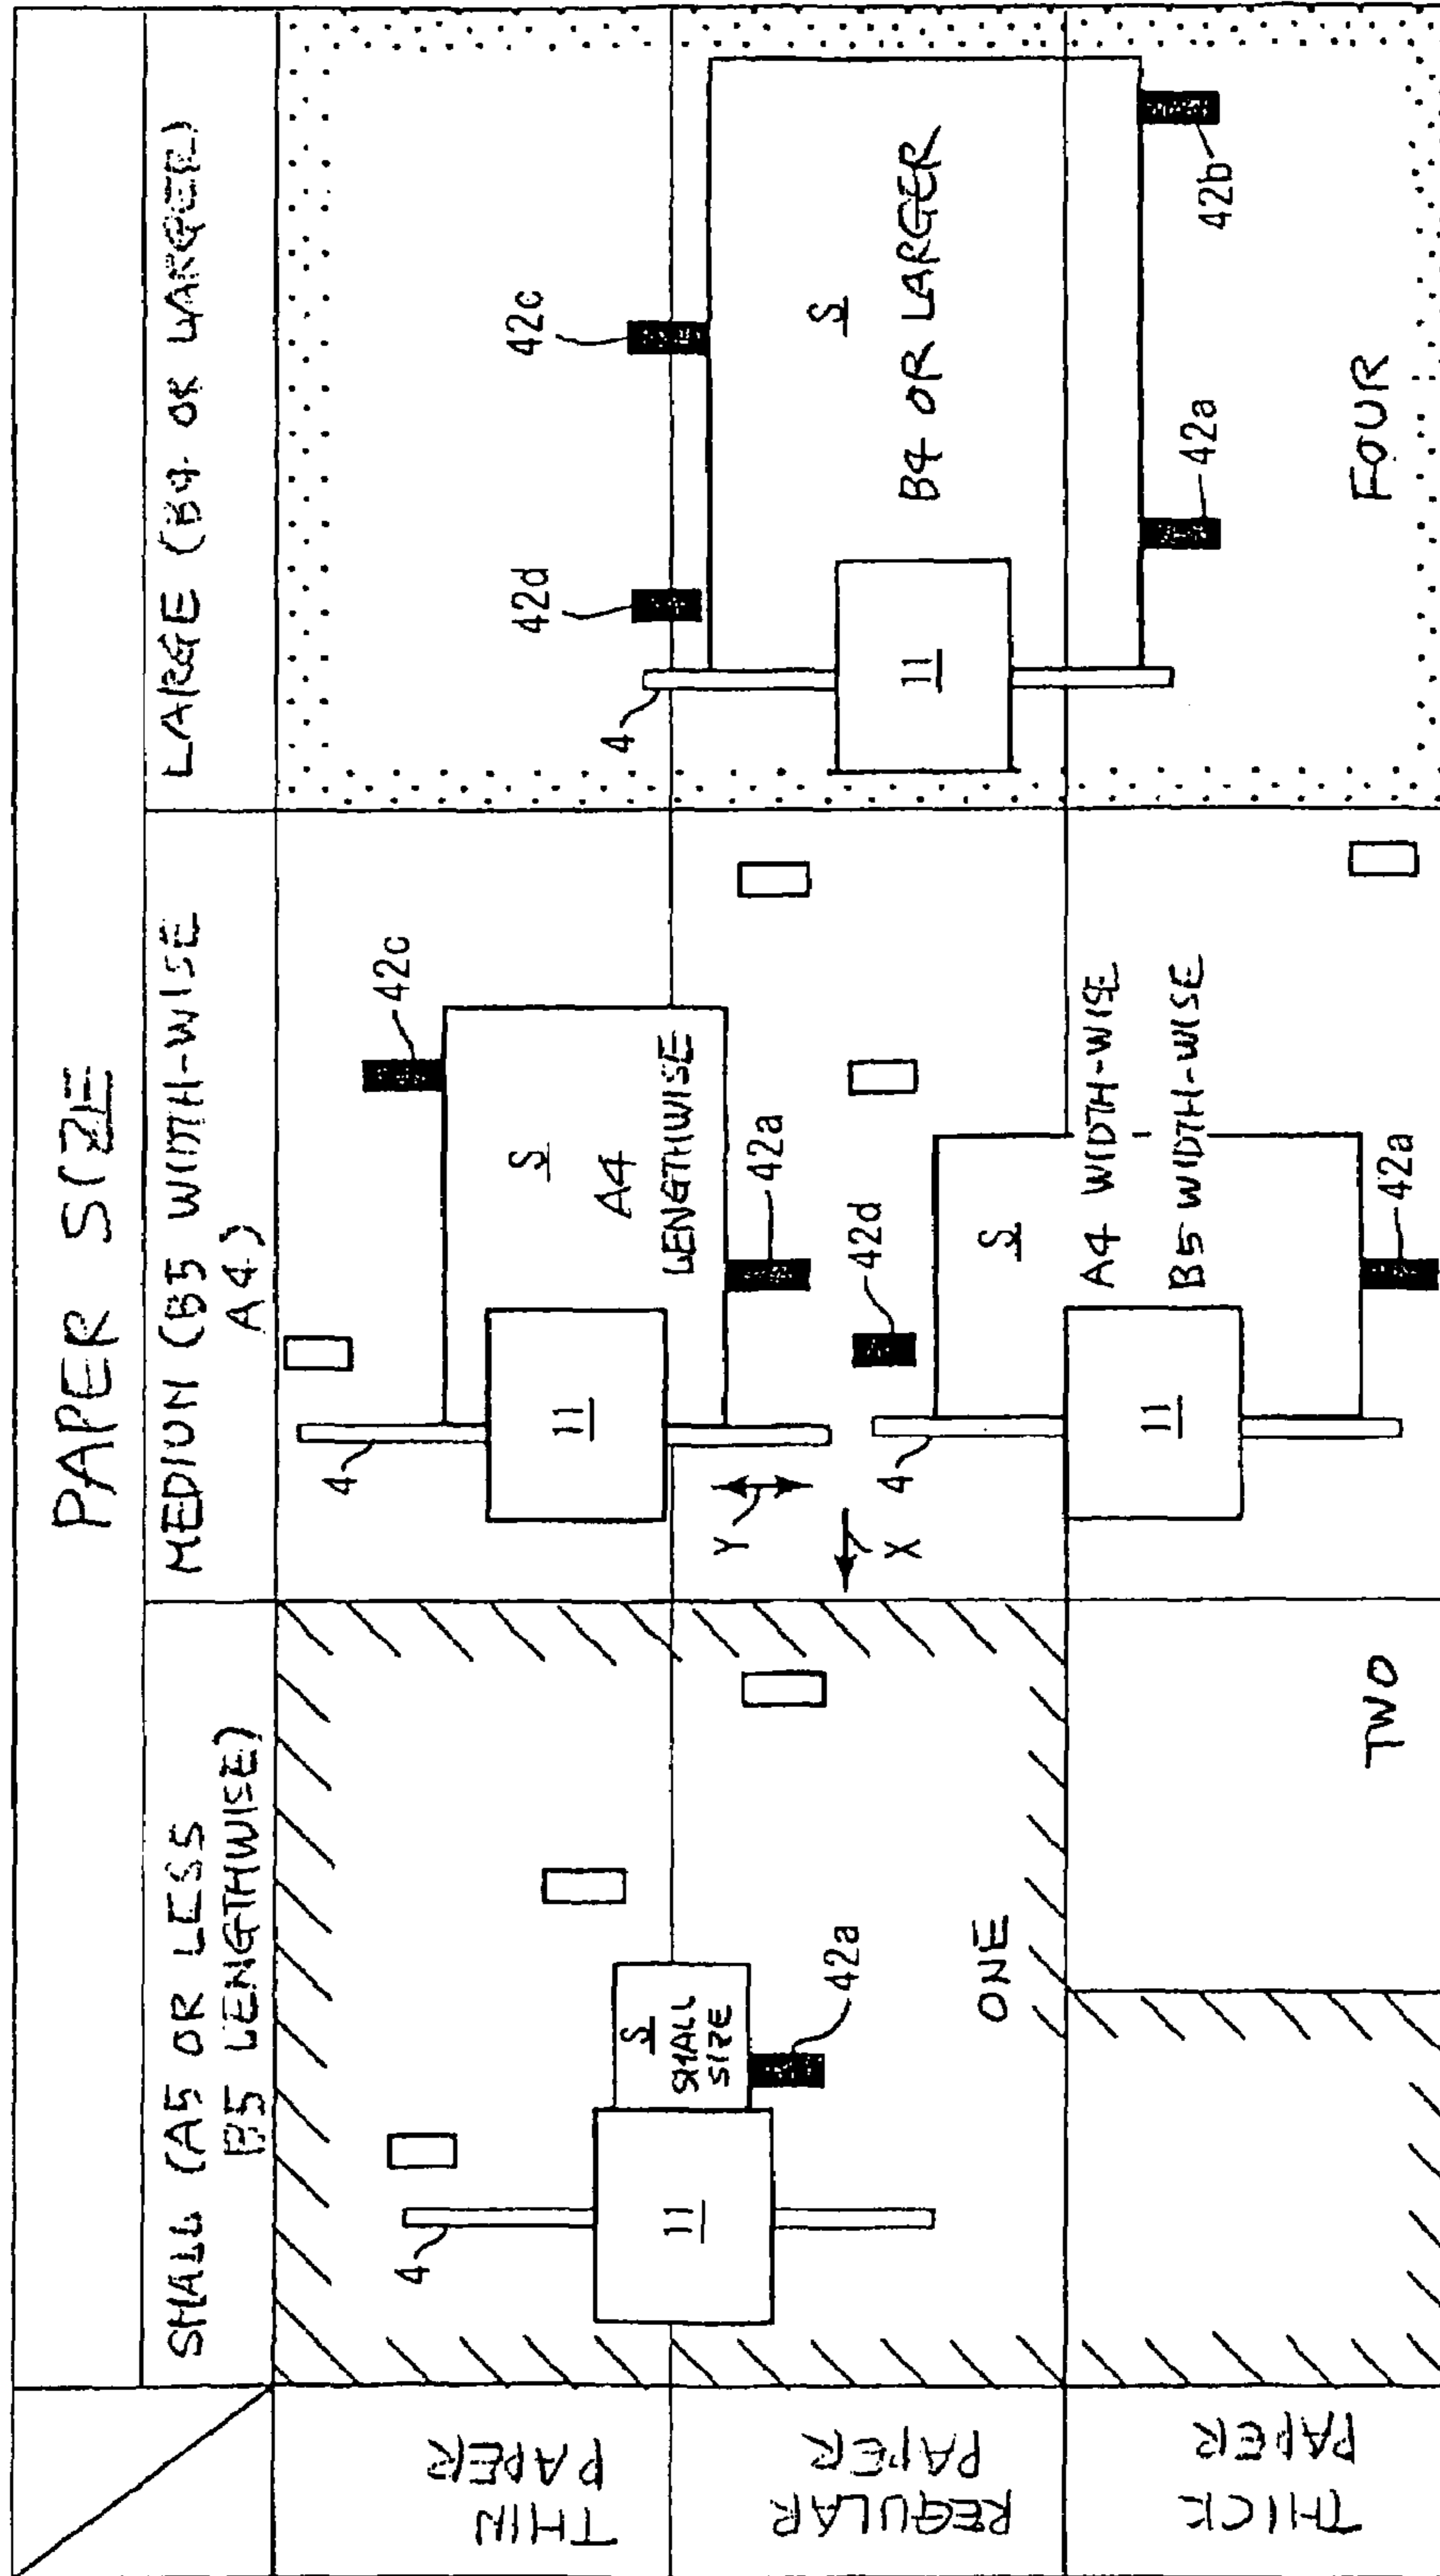 PAPER SIZE
SMALL (A5 OR LESS
B5 LENGTHWISE)
MEDIUM (B5 WIDTH-WISE
A4)
LARGE (B4 OR LARGER)
THIN
PAPER
REGULAR
PAPER
THICK
PAPER
4
11
S
SMALL
SIZE
42a
ONE
TWO
4
11
S
A4
LENGTHWISE
42c
42a
Y
X
4
11
42d
S
A4 WIDTH-WISE
B5 WIDTH-WISE
42a
4
11
42d
42c
S
B4 OR LARGER
42a
42b
FOUR